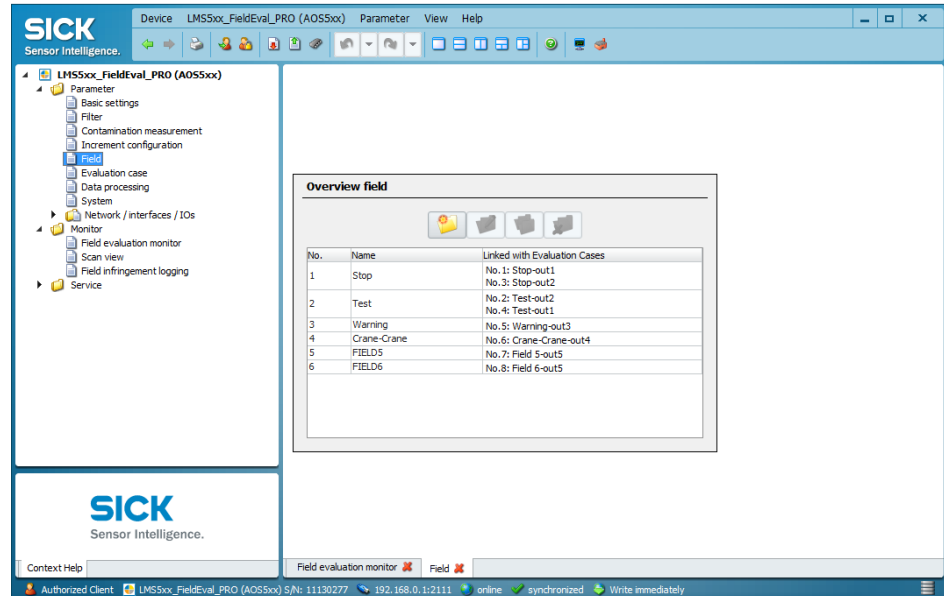 SICK
Sensor Intelligence.
Device LMS5xx_FieldEval_PRO (AOS5xx) Parameter View Help
LMS5xx_FieldEval_PRO (AOS5xx)
Parameter
Basic settings
Filter
Contamination measurement
Increment configuration
Field
Evaluation case
Data processing
System
Network / interfaces / IOs
Monitor
Field evaluation monitor
Scan view
Field infringement logging
Service
Overview field
No. Name Linked with Evaluation Cases
1 Stop No.1: Stop-out1
No.3: Stop-out2
2 Test No.2: Test-out2
No.4: Test-out1
3 Warning No.5: Warning-out3
4 Crane-Crane No.6: Crane-Crane-out4
5 FIELD5 No.7: Field 5-out5
6 FIELD6 No.8: Field 6-out5
SICK
Sensor Intelligence.
Context Help
Field evaluation monitor Field
Authorized Client LMS5xx_FieldEval_PRO (AOS5xx) S/N: 11130277 192.168.0.1:2111 online synchronized Write immediately